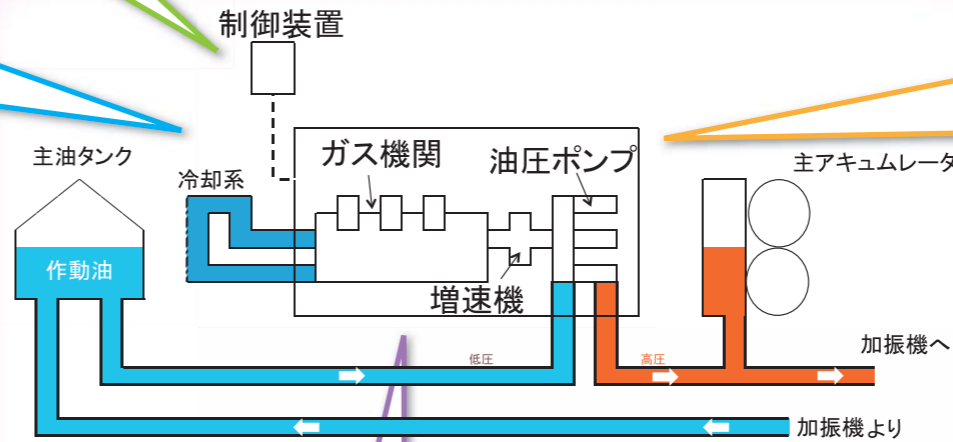 制御装置
ガス機関
油圧ポンプ
主油タンク
冷却系
主アキュムレータ
作動油
増速機
低圧
高圧
加振機へ
加振機より